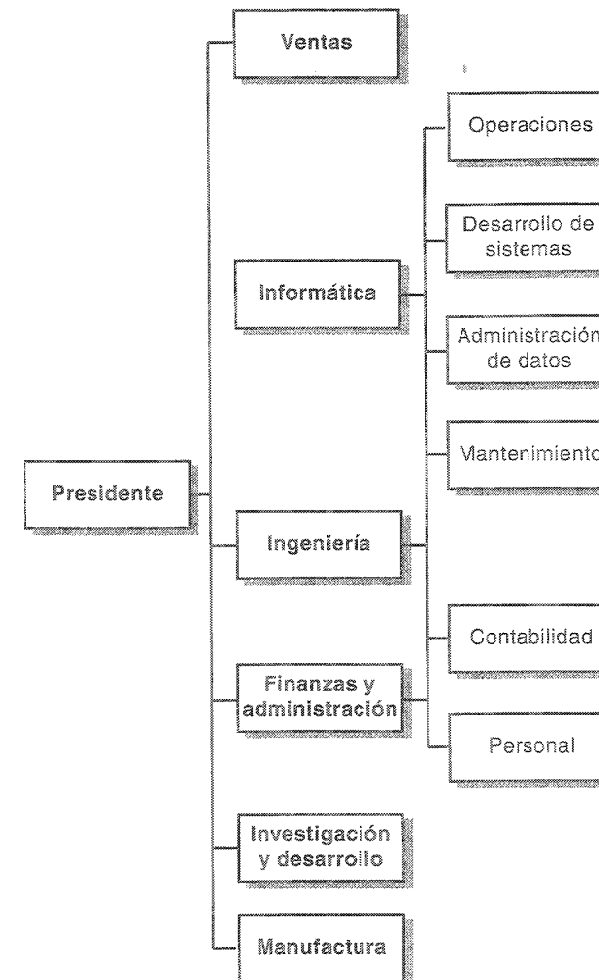 Ventas
Operaciones
Desarrollo de
sistemas
Informática
Administración
de datos
Mantenimiento
Presidente
Ingeniería
Contabilidad
Finanzas y
administración
Personal
Investigación
y desarrollo
Manufactura